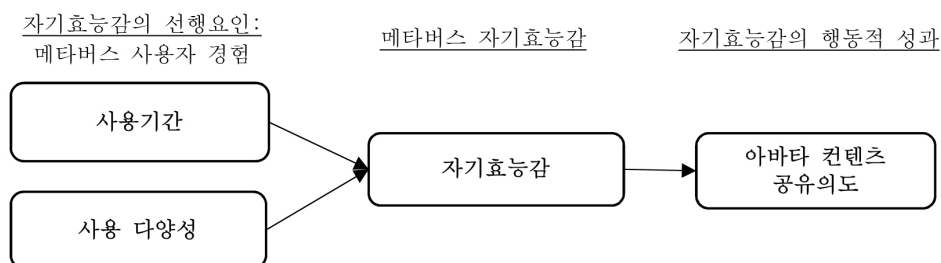 자기효능감의 선행요인:
메타버스 사용자 경험
메타버스 자기효능감
자기효능감의 행동적 성과
사용기간
사용 다양성
자기효능감
아바타 컨텐츠
공유의도